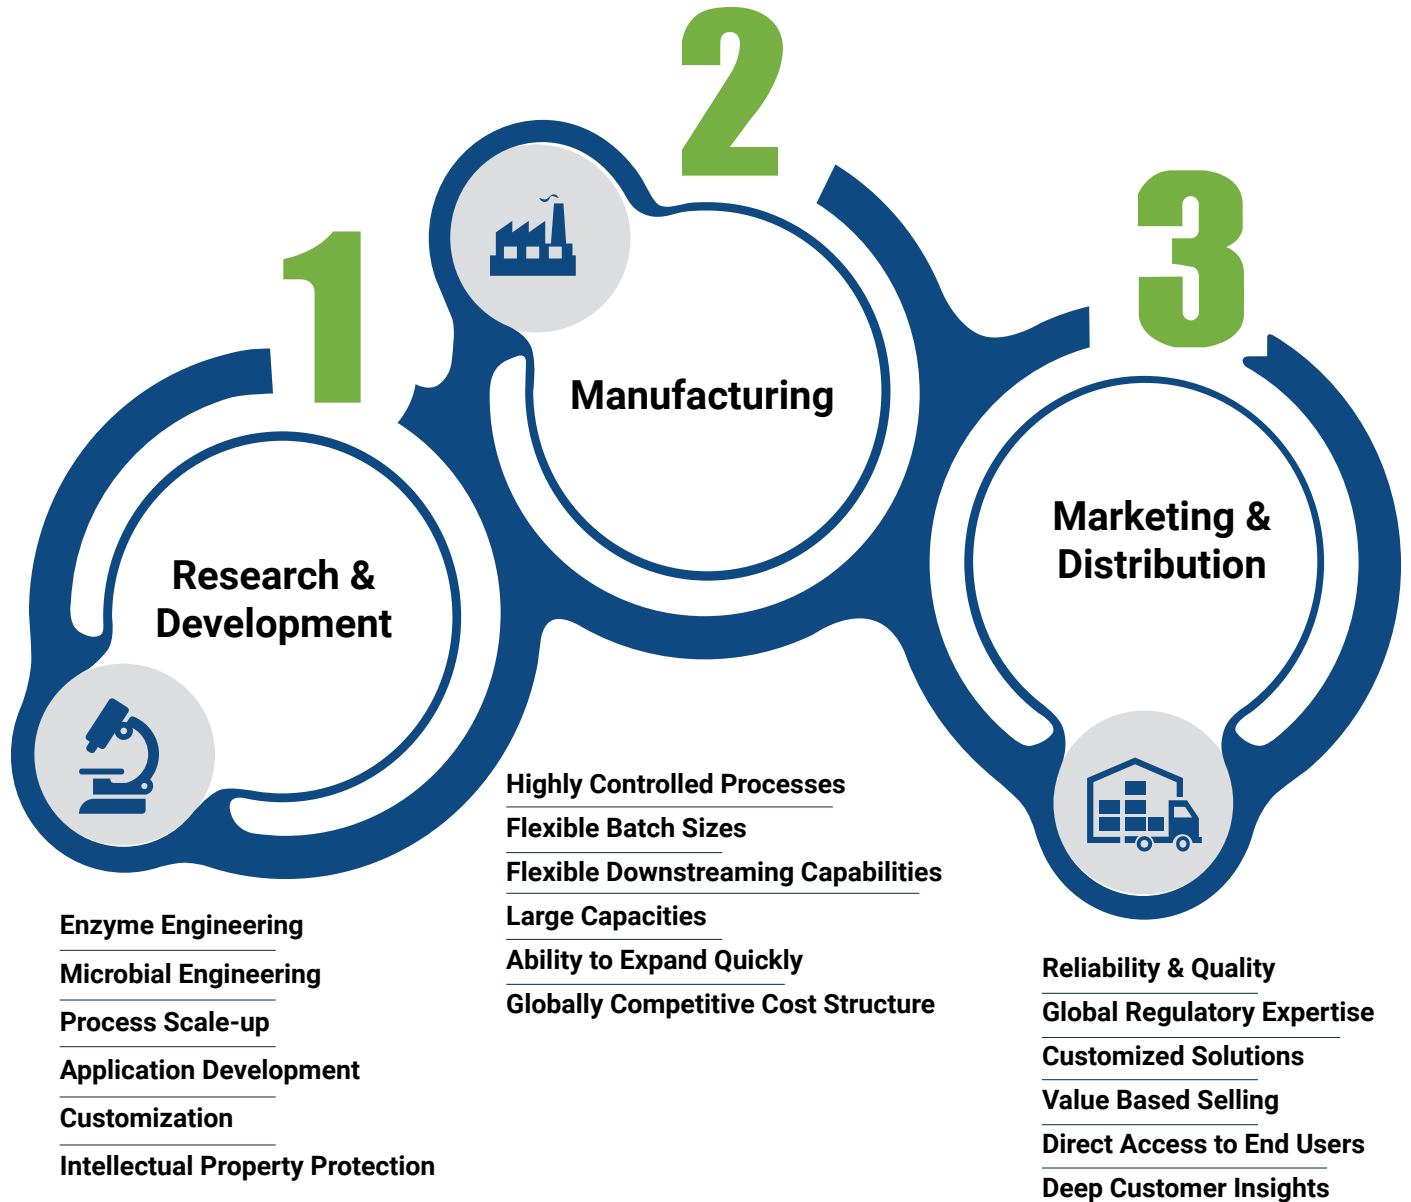 1
Research &
Development
Enzyme Engineering
Microbial Engineering
Process Scale-up
Application Development
Customization
Intellectual Property Protection
2
Manufacturing
Highly Controlled Processes
Flexible Batch Sizes
Flexible Downstreaming Capabilities
Large Capacities
Ability to Expand Quickly
Globally Competitive Cost Structure
3
Marketing &
Distribution
Reliability & Quality
Global Regulatory Expertise
Customized Solutions
Value Based Selling
Direct Access to End Users
Deep Customer Insights